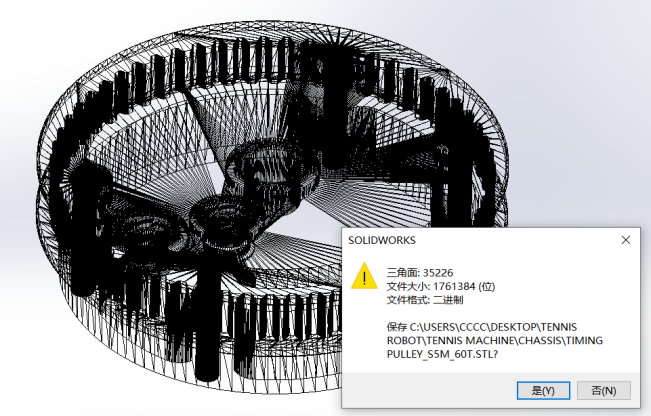 SOLIDWORKS
三角面: 35226
文件大小: 1761384 (位)
文件格式: 二进制
保存 C:\USERS\CCCC\DESKTOP\TENNIS
ROBOT\TENNIS MACHINE\CHASSIS\TIMING
PULLEY_S5M_60T.STL?
是(Y)
否(N)